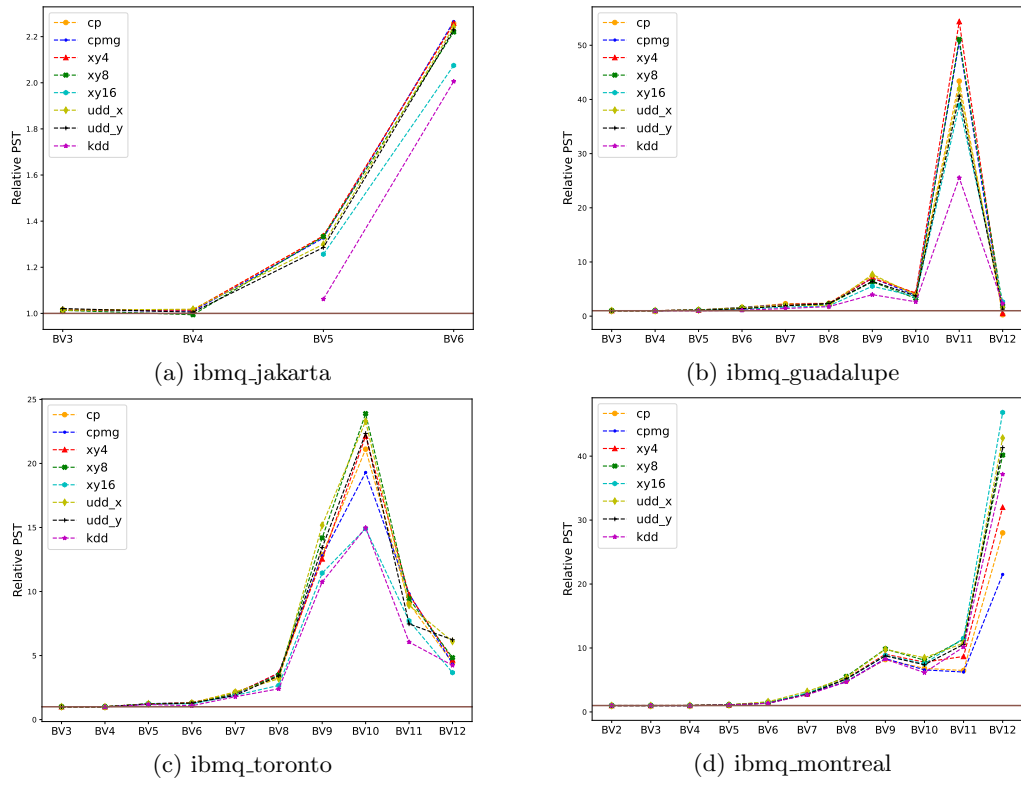 cp
cpmg
xy4
xy8
xy16
udd_x
udd_y
kdd
Relative PST
2.2
2.0
1.8
1.6
1.4
1.2
1.0
BV3 BV4 BV5 BV6
(a) ibmq_jakarta
cp
cpmg
xy4
xy8
xy16
udd_x
udd_y
kdd
Relative PST
50
40
30
20
10
0
BV3 BV4 BV5 BV6 BV7 BV8 BV9 BV10 BV11 BV12
(b) ibmq_guadalupe
cp
cpmg
xy4
xy8
xy16
udd_x
udd_y
kdd
Relative PST
25
20
15
10
5
0
BV3 BV4 BV5 BV6 BV7 BV8 BV9 BV10 BV11 BV12
(c) ibmq_toronto
cp
cpmg
xy4
xy8
xy16
udd_x
udd_y
kdd
Relative PST
40
30
20
10
0
BV2 BV3 BV4 BV5 BV6 BV7 BV8 BV9 BV10 BV11 BV12
(d) ibmq_montreal